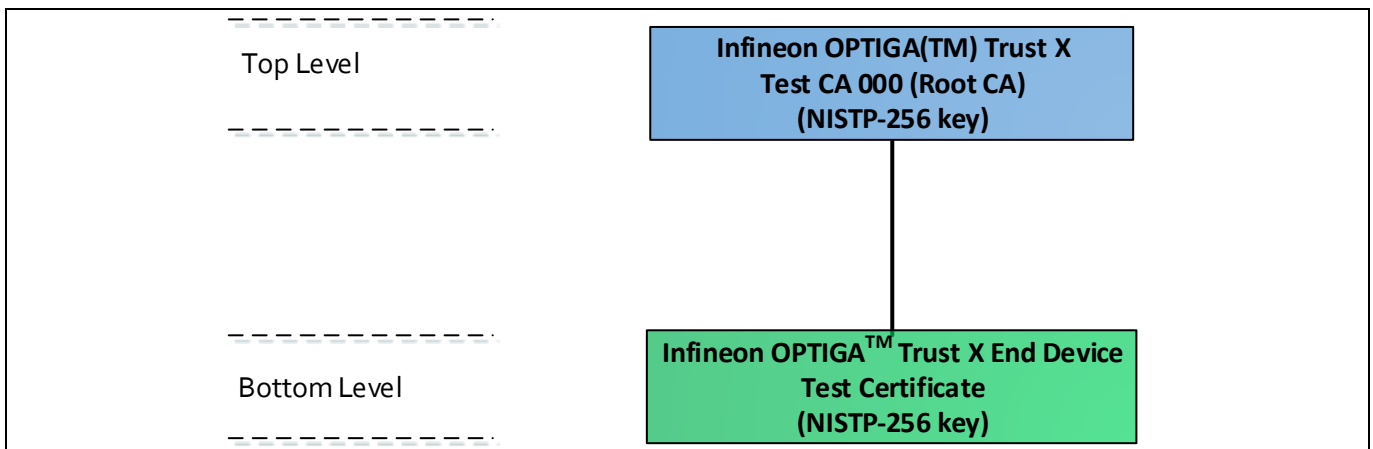 Top Level
Infineon OPTIGA(TM) Trust X
Test CA 000 (Root CA)
(NISTP-256 key)
Bottom Level
Infineon OPTIGA™ Trust X End Device
Test Certificate
(NISTP-256 key)